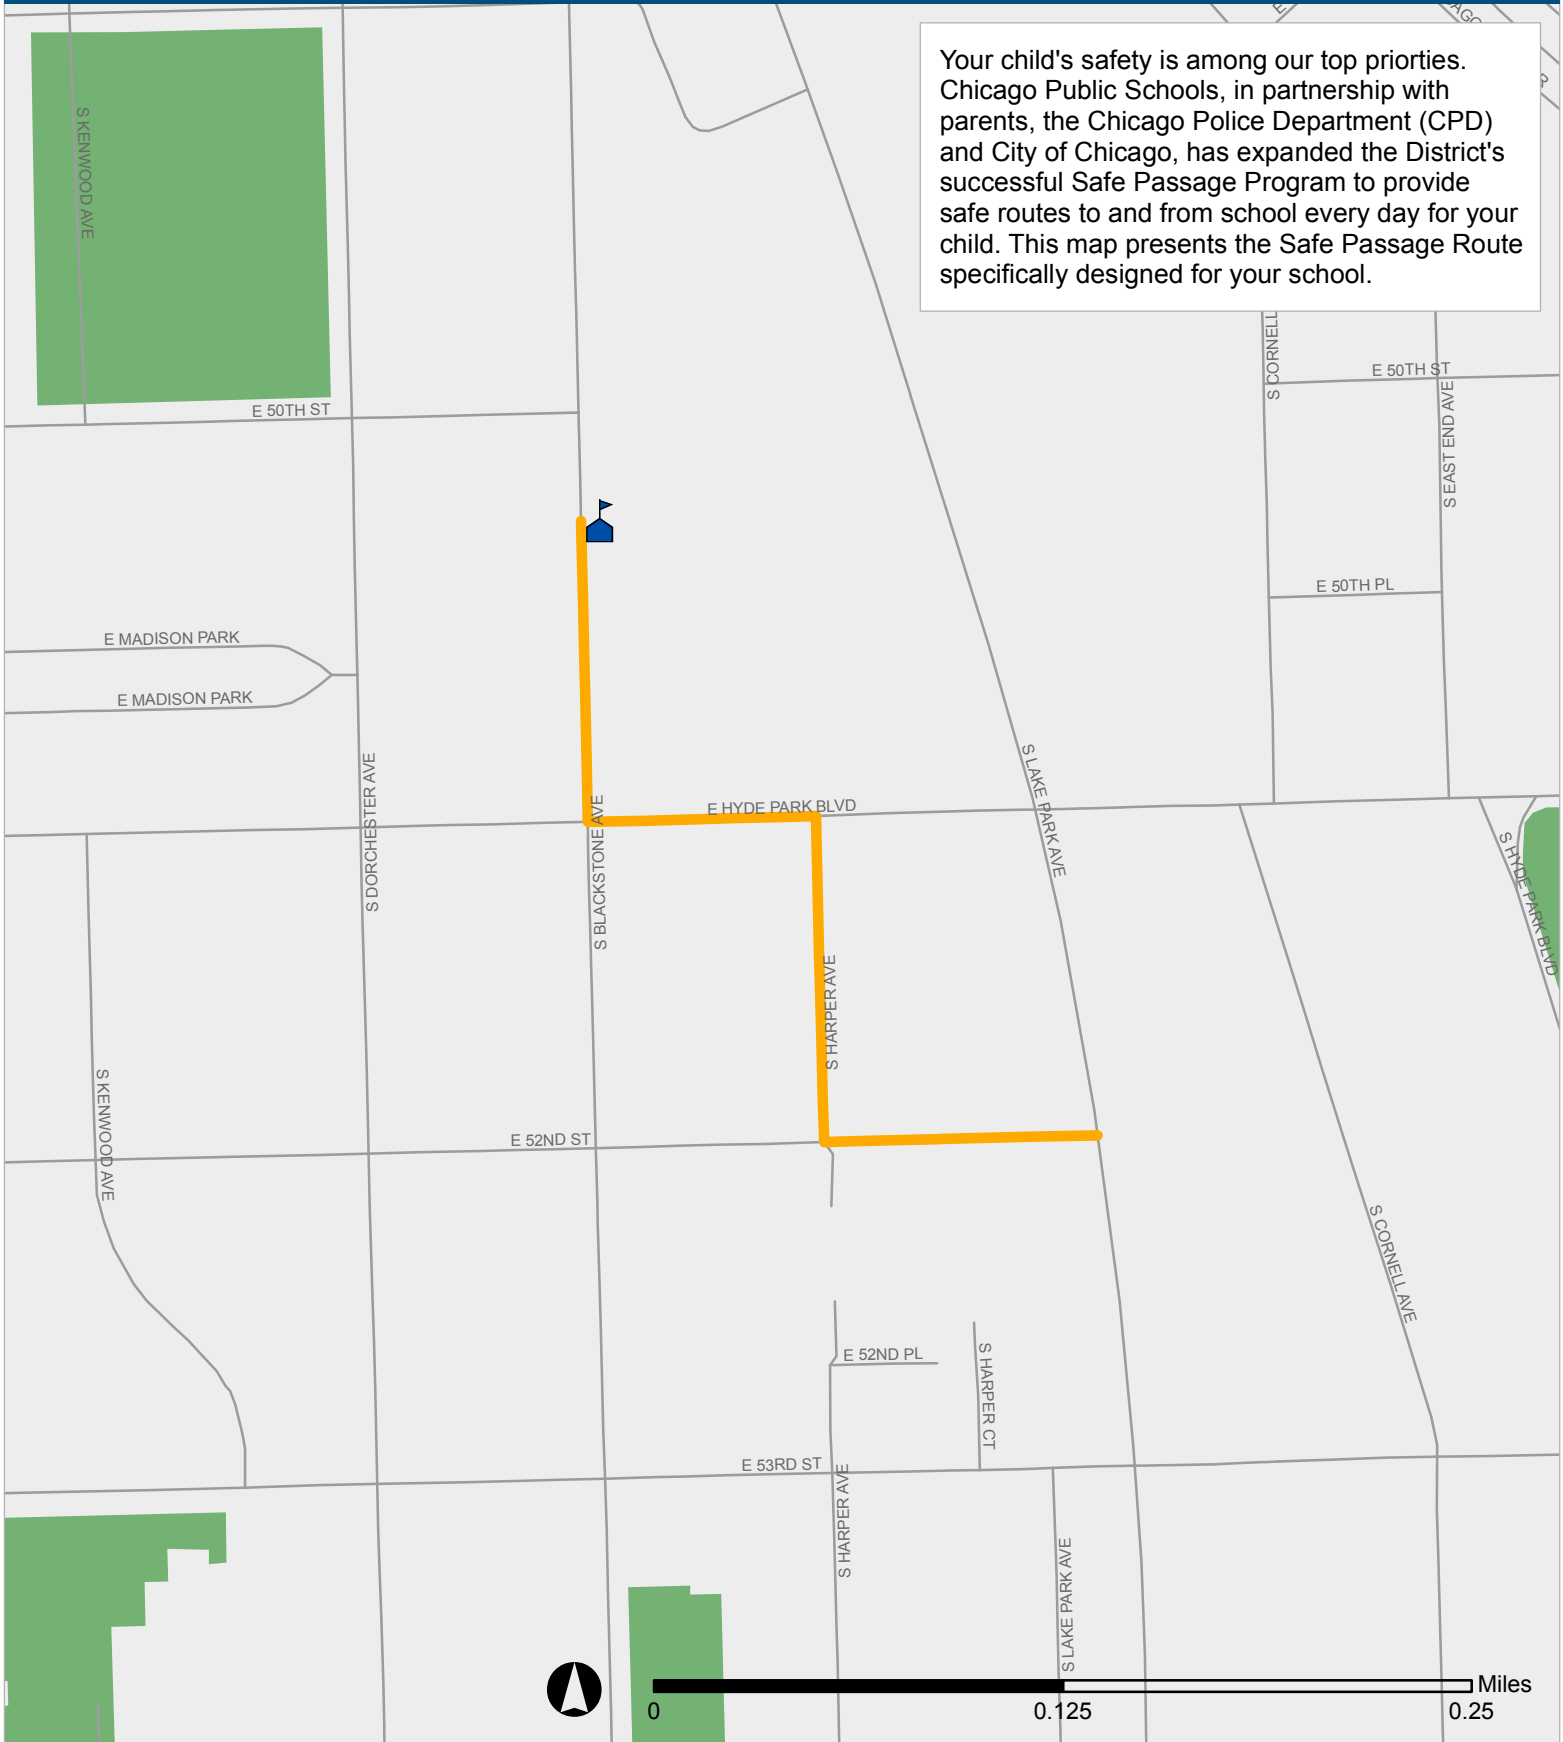 Your child's safety is among our top priorties.
Chicago Public Schools, in partnership with
parents, the Chicago Police Department (CPD)
and City of Chicago, has expanded the District's
successful Safe Passage Program to provide
safe routes to and from school every day for your
child. This map presents the Safe Passage Route
specifically designed for your school.
S KENWOOD AVE
S CORNELL
E 50TH ST
E 50TH ST
S EAST END AVE
E 50TH PL
E MADISON PARK
E MADISON PARK
S DORCHESTER AVE
S BLACKSTONE AVE
E HYDE PARK BLVD
S LAKE PARK AVE
S HYDE PARK BLVD
S HARPER AVE
S KENWOOD AVE
E 52ND ST
S CORNELL AVE
E 52ND PL
S HARPER CT
E 53RD ST
S HARPER AVE
S LAKE PARK AVE
Miles
0
0.125
0.25